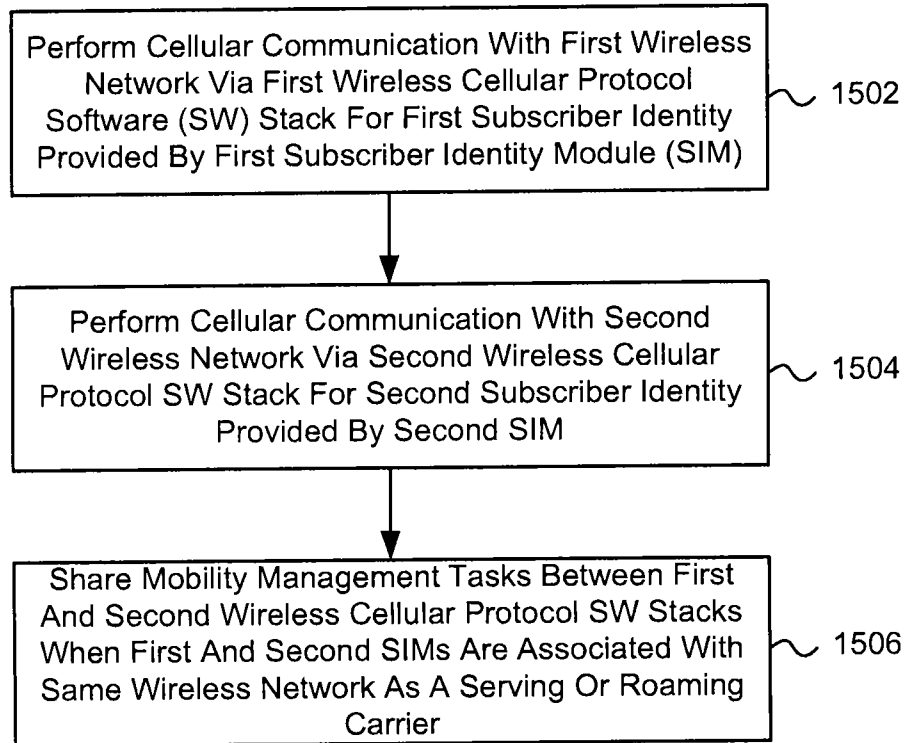 Perform Cellular Communication With First Wireless
Network Via First Wireless Cellular Protocol
Software (SW) Stack For First Subscriber Identity
Provided By First Subscriber Identity Module (SIM)
1502
Perform Cellular Communication With Second
Wireless Network Via Second Wireless Cellular
Protocol SW Stack For Second Subscriber Identity
Provided By Second SIM
1504
Share Mobility Management Tasks Between First
And Second Wireless Cellular Protocol SW Stacks
When First And Second SIMs Are Associated With
Same Wireless Network As A Serving Or Roaming
Carrier
1506